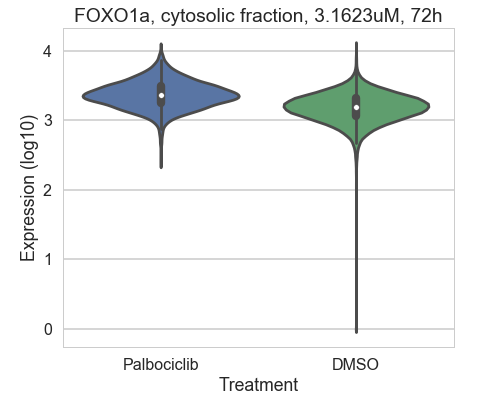 FOXO1a, cytosolic fraction, 3.1623uM, 72h
4
3
2
1
0
Expression (log10)
Palbociclib DMSO
Treatment